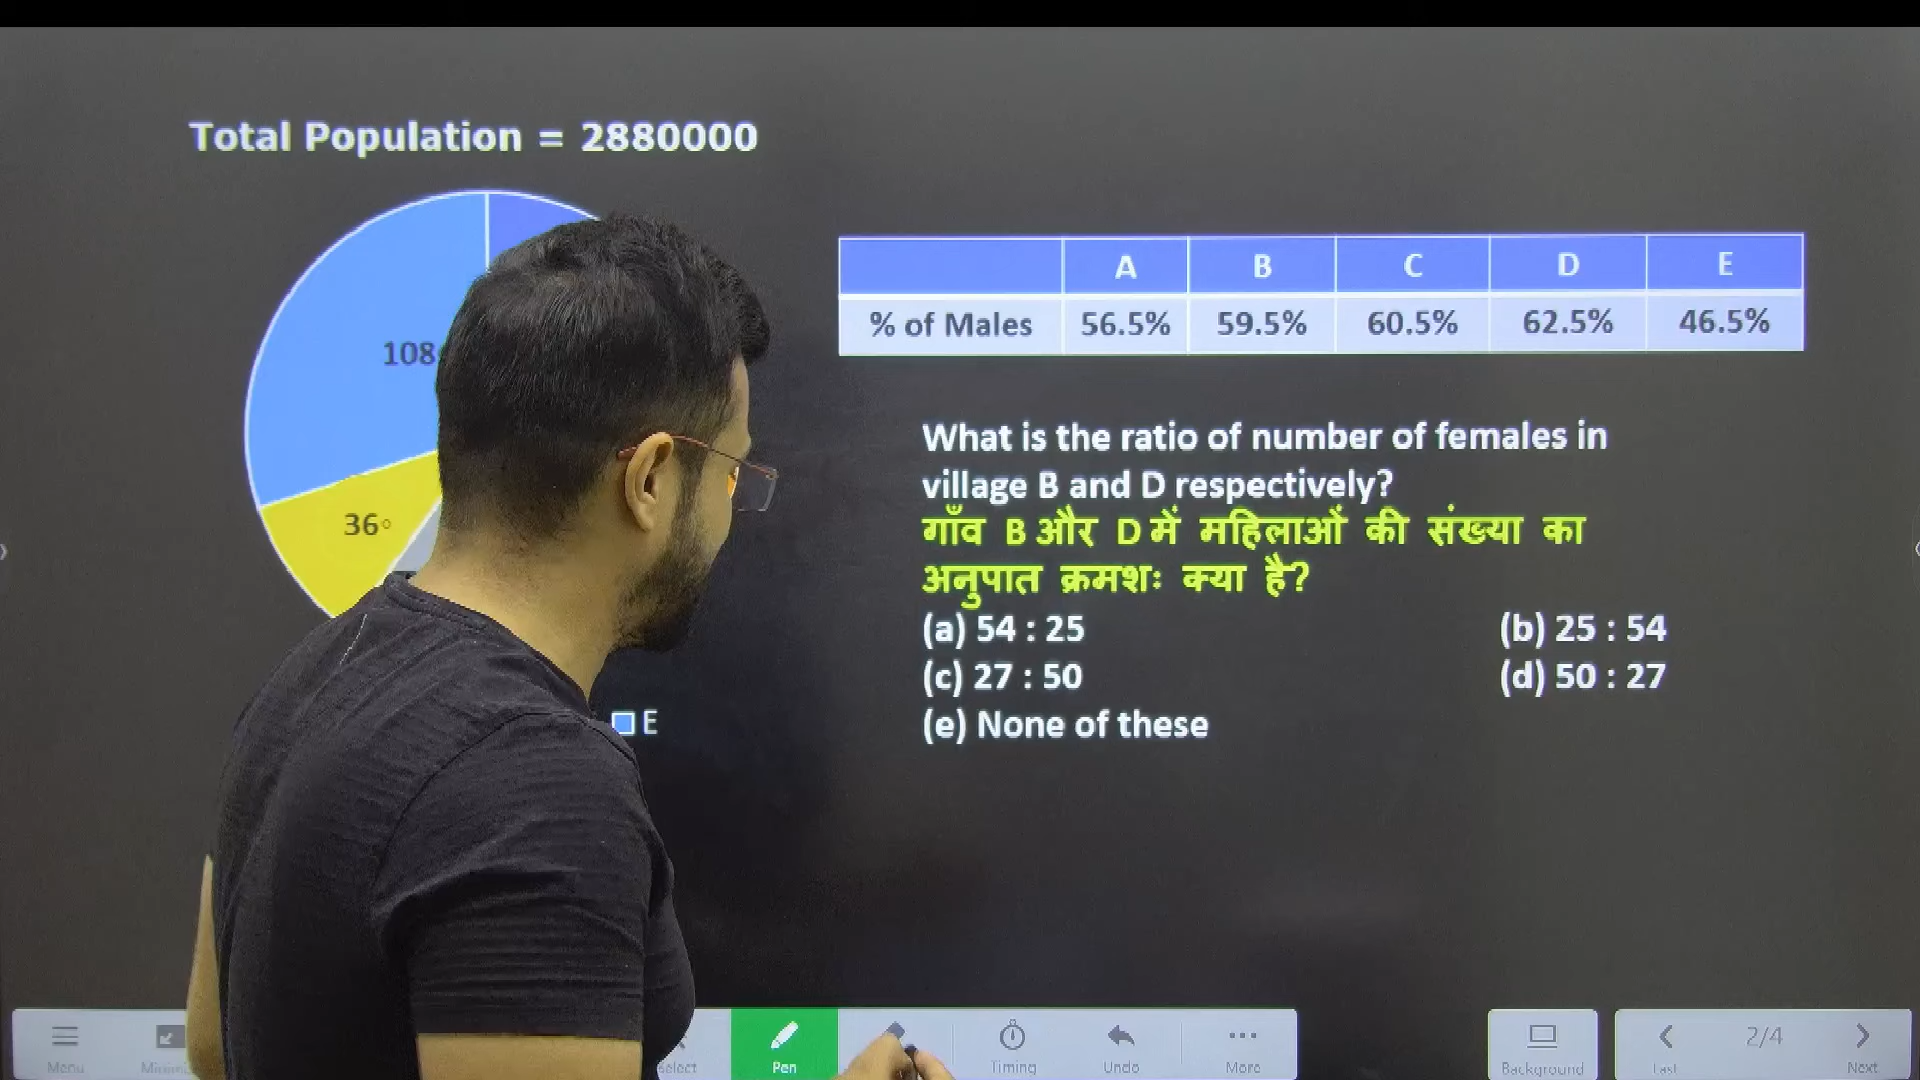 Total Population = 2880000
108
36°
E
A B C D E
% of Males 56.5% 59.5% 60.5% 62.5% 46.5%
What is the ratio of number of females in
village B and D respectively?
गाँव B और D में महिलाओं की संख्या का
अनुपात क्रमशः क्या है?
(a) 54 : 25 (b) 25 : 54
(c) 27 : 50 (d) 50 : 27
(e) None of these
Menu Pen Timing Undo More Background Last 2/4 Next